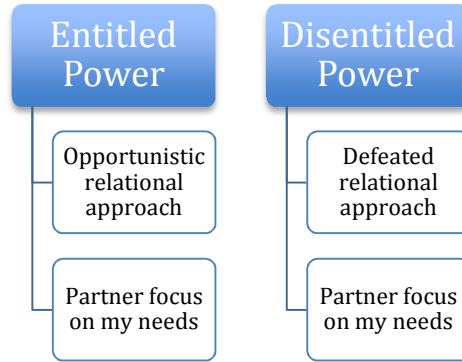 Entitled
Power
Opportunistic
relational
approach
Partner focus
on my needs
Disentitled
Power
Defeated
relational
approach
Partner focus
on my needs